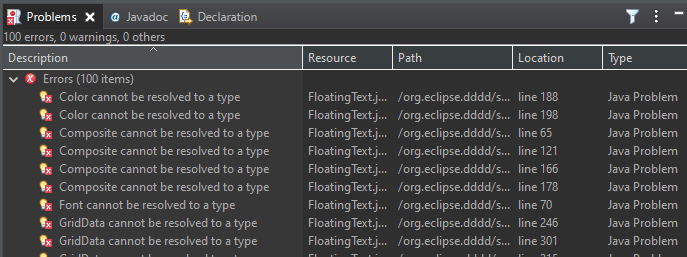 Problems @ Javadoc Declaration
100 errors, 0 warnings, 0 others
Description Resource Path Location Type
Errors (100 items)
Color cannot be resolved to a type FloatingText.j... /org.eclipse.dddd/s... line 188 Java Problem
Color cannot be resolved to a type FloatingText.j... /org.eclipse.dddd/s... line 198 Java Problem
Composite cannot be resolved to a type FloatingText.j... /org.eclipse.dddd/s... line 65 Java Problem
Composite cannot be resolved to a type FloatingText.j... /org.eclipse.dddd/s... line 121 Java Problem
Composite cannot be resolved to a type FloatingText.j... /org.eclipse.dddd/s... line 166 Java Problem
Composite cannot be resolved to a type FloatingText.j... /org.eclipse.dddd/s... line 178 Java Problem
Font cannot be resolved to a type FloatingText.j... /org.eclipse.dddd/s... line 70 Java Problem
GridData cannot be resolved to a type FloatingText.j... /org.eclipse.dddd/s... line 246 Java Problem
GridData cannot be resolved to a type FloatingText.j... /org.eclipse.dddd/s... line 301 Java Problem